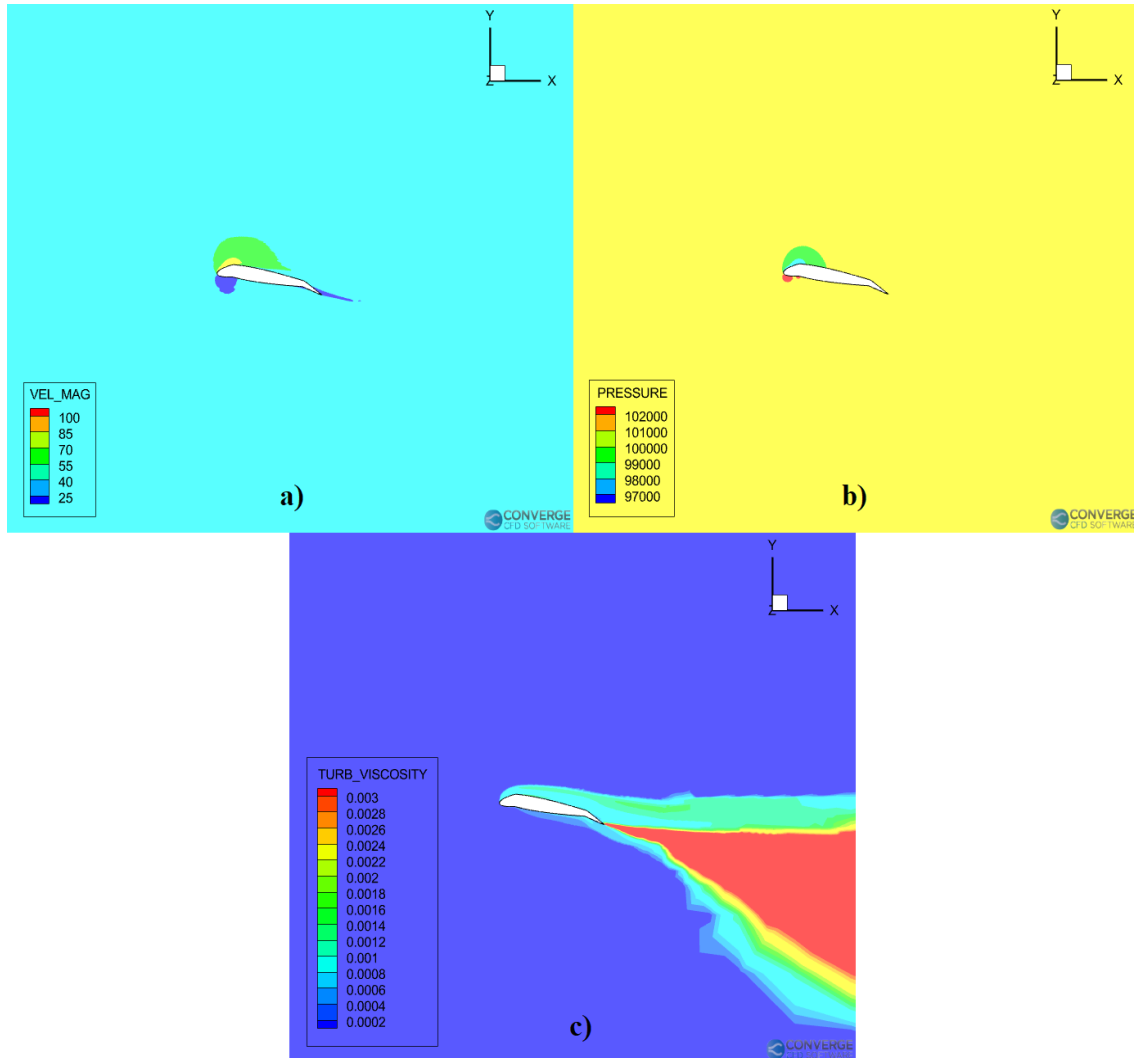 Y
Z
X
VEL_MAG
100
85
70
55
40
25
a)
CONVERGE
CFD SOFTWARE
Y
Z
X
PRESSURE
102000
101000
100000
99000
98000
97000
b)
CONVERGE
CFD SOFTWARE
Y
Z
X
TURB_VISCOSITY
0.003
0.0028
0.0026
0.0024
0.0022
0.002
0.0018
0.0016
0.0014
0.0012
0.001
0.0008
0.0006
0.0004
0.0002
c)
CONVERGE
CFD SOFTWARE